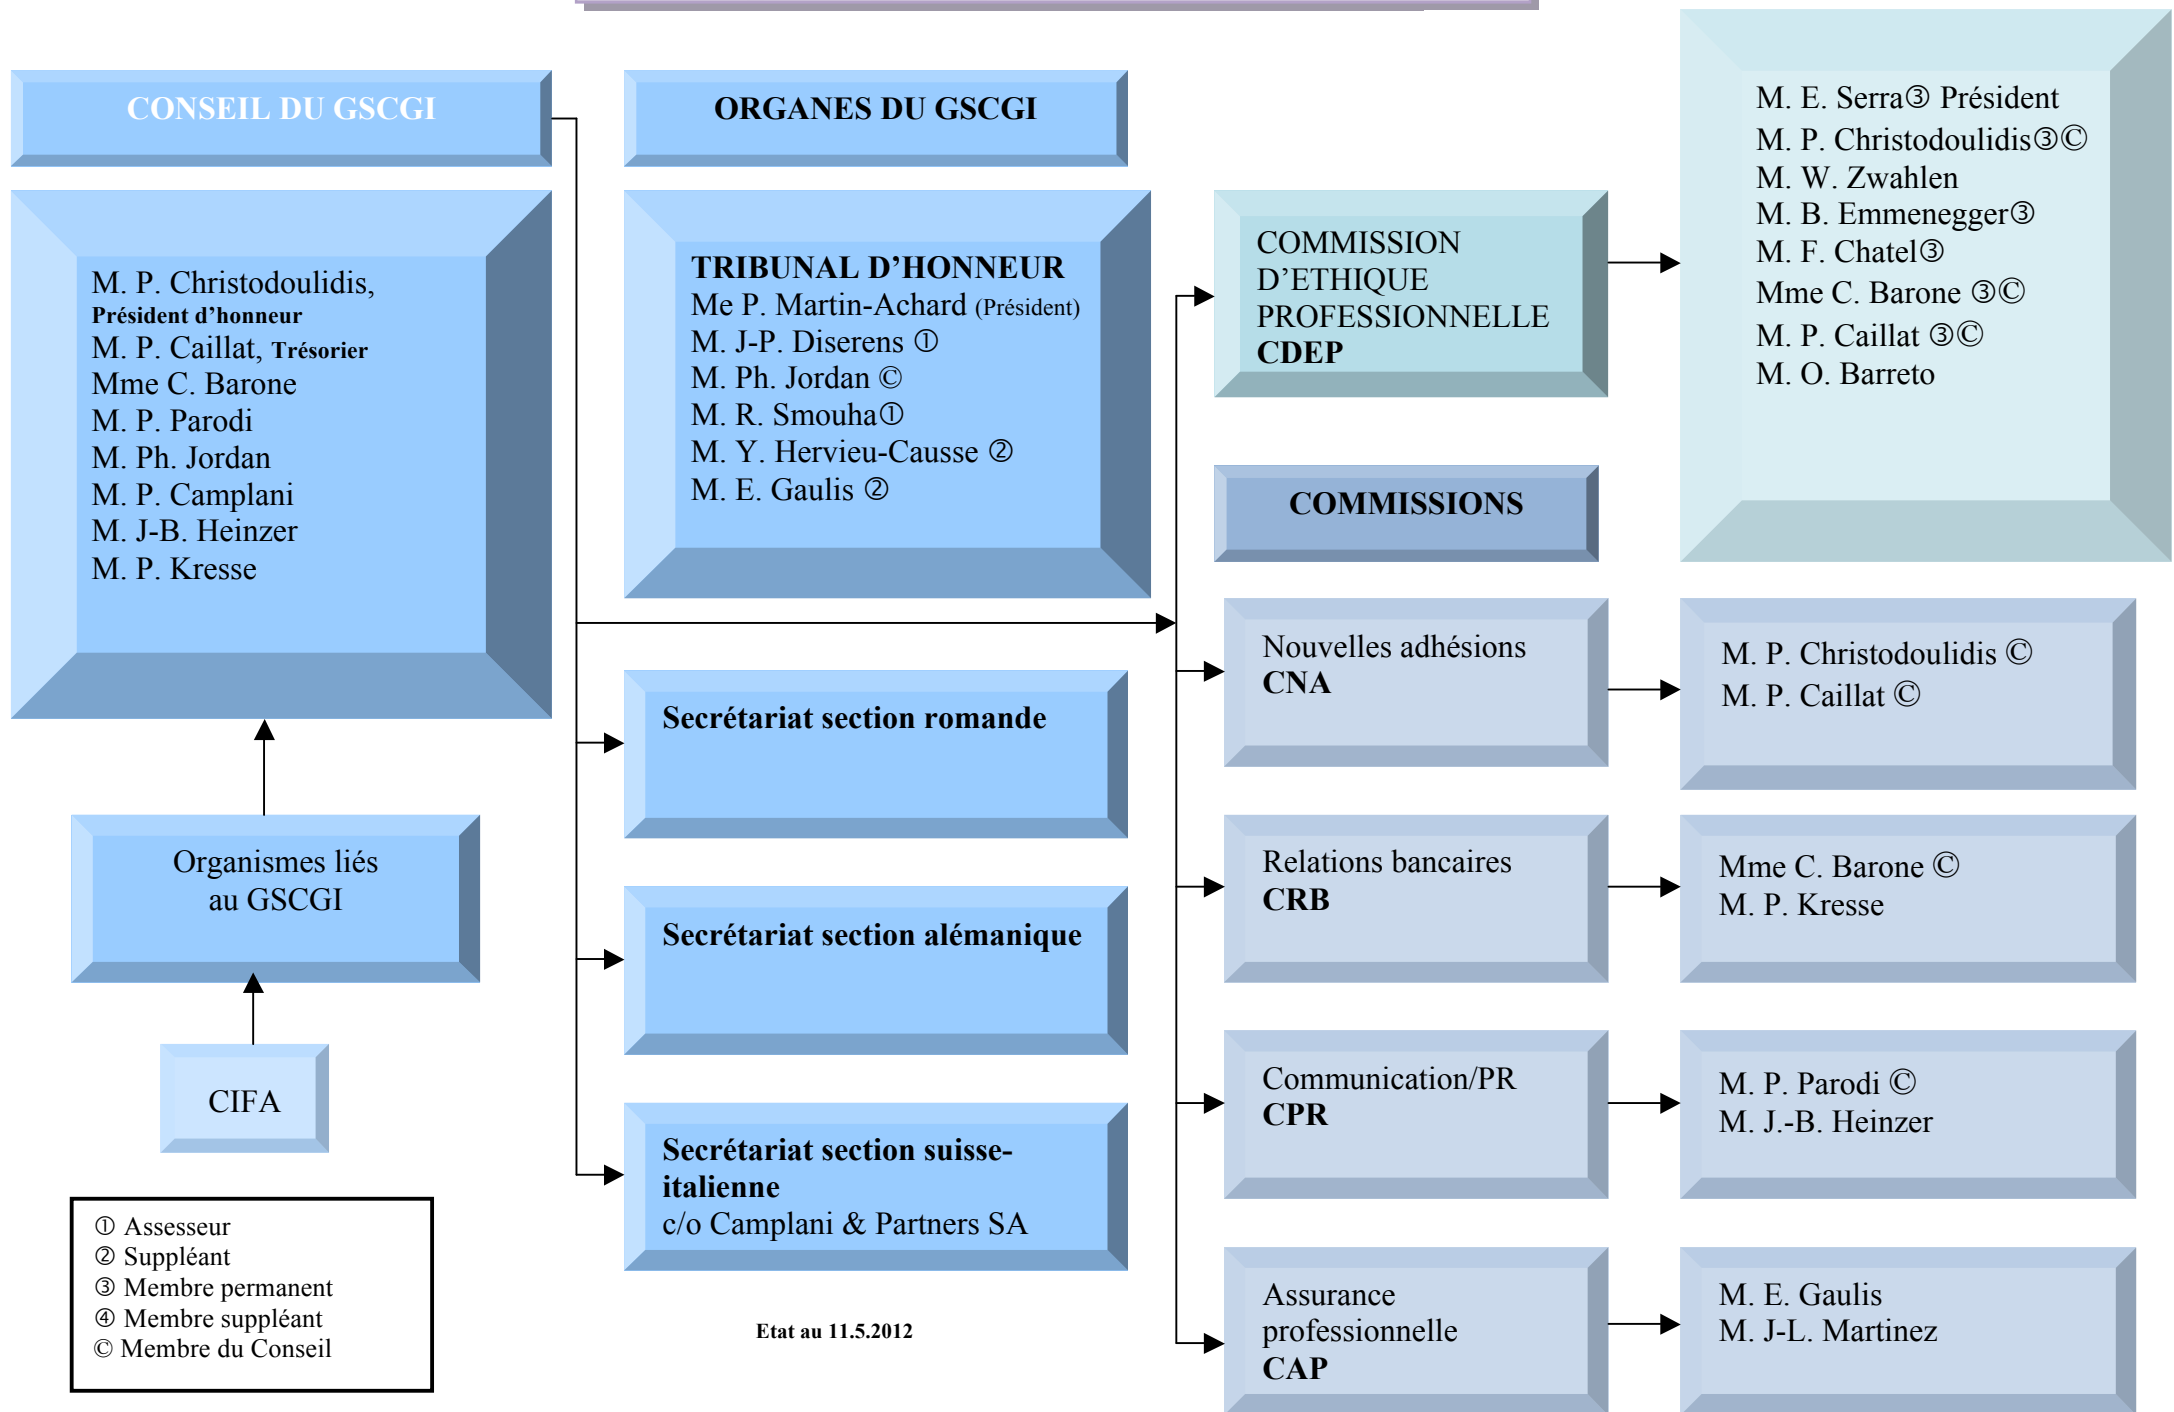 CONSEIL DU GSCGI
M. P. Christodoulidis,
Président d’honneur
M. P. Caillat, Trésorier
Mme C. Barone
M. P. Parodi
M. Ph. Jordan
M. P. Camplani
M. J-B. Heinzer
M. P. Kresse
Organismes liés
au GSCGI
CIFA
① Assesseur
② Suppléant
③ Membre permanent
④ Membre suppléant
© Membre du Conseil
ORGANES DU GSCGI
TRIBUNAL D’HONNEUR
Me P. Martin-Achard (Président)
M. J-P. Diserens ①
M. Ph. Jordan ©
M. R. Smouha①
M. Y. Hervieu-Causse ②
M. E. Gaulis ②
Secrétariat section romande
Secrétariat section alémanique
Secrétariat section suisse-
italienne
c/o Camplani & Partners SA
Etat au 11.5.2012
COMMISSION
D’ETHIQUE
PROFESSIONNELLE
CDEP
M. E. Serra③ Président
M. P. Christodoulidis③©
M. W. Zwahlen
M. B. Emmenegger③
M. F. Chatel③
Mme C. Barone ③©
M. P. Caillat ③©
M. O. Barreto
COMMISSIONS
Nouvelles adhésions
CNA
M. P. Christodoulidis ©
M. P. Caillat ©
Relations bancaires
CRB
Mme C. Barone ©
M. P. Kresse
Communication/PR
CPR
M. P. Parodi ©
M. J.-B. Heinzer
Assurance
professionnelle
CAP
M. E. Gaulis
M. J-L. Martinez